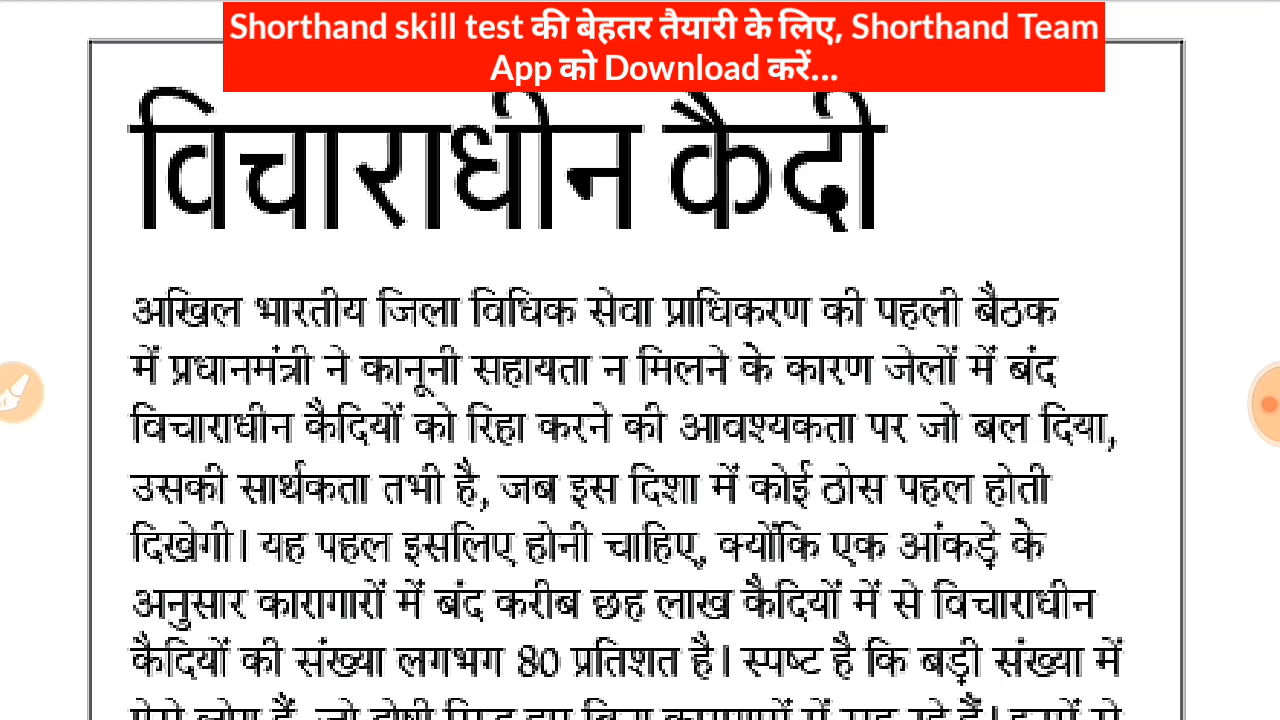 Shorthand skill test की बेहतर तैयारी के लिए, Shorthand Team
App को Download करें...
विचाराधीन कैदी
अखिल भारतीय जिला विधिक सेवा प्राधिकरण की पहली बैठक
में प्रधानमंत्री ने कानूनी सहायता न मिलने के कारण जेलों में बंद
विचाराधीन कैदियों को रिहा करने की आवश्यकता पर जो बल दिया,
उसकी सार्थकता तभी है, जब इस दिशा में कोई ठोस पहल होती
दिखेगी। यह पहल इसलिए होनी चाहिए, क्योंकि एक आंकड़े के
अनुसार कारागारों में बंद करीब छह लाख कैदियों में से विचाराधीन
कैदियों की संख्या लगभग 80 प्रतिशत है। स्पष्ट है कि बड़ी संख्या में